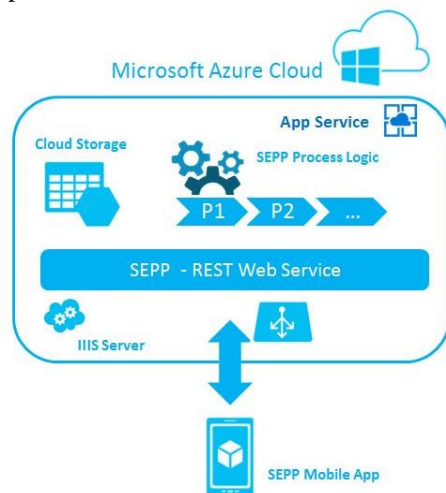 Microsoft Azure Cloud
App Service
Cloud Storage
SEPP Process Logic
P1 P2 ...
SEPP - REST Web Service
IIIS Server
SEPP Mobile App